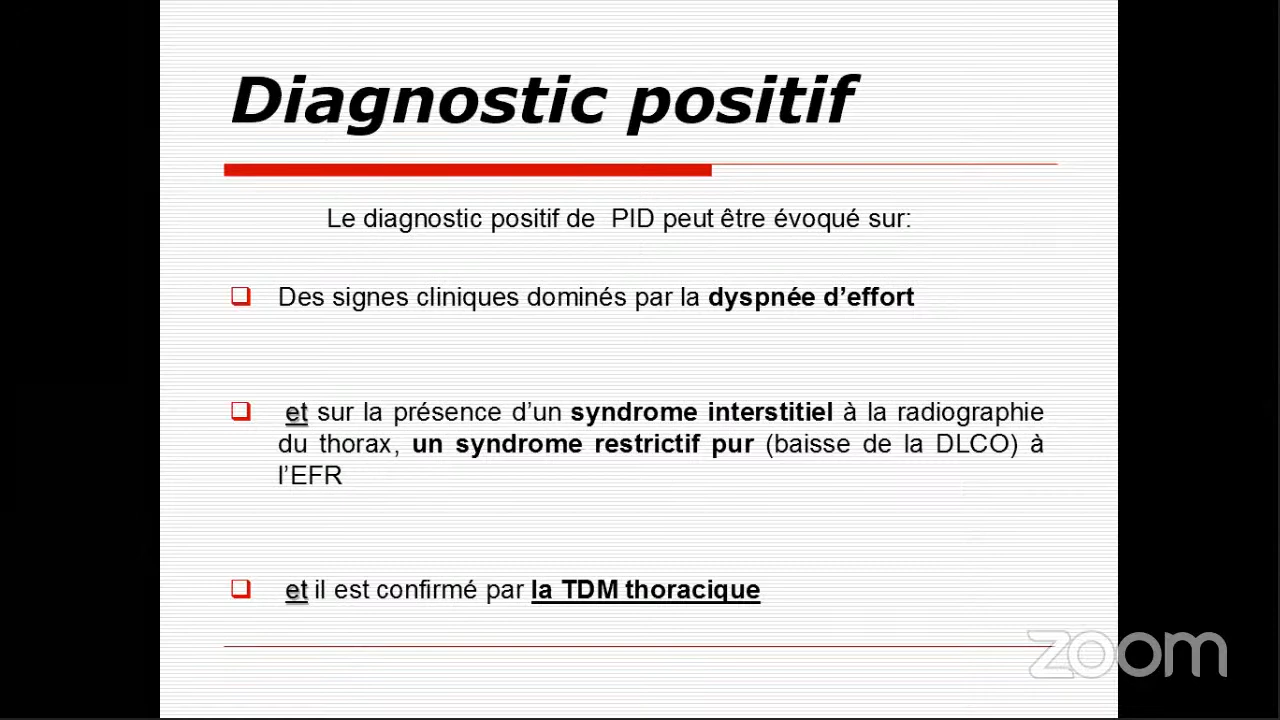 Diagnostic positif
Le diagnostic positif de PID peut être évoqué sur:
Des signes cliniques dominés par la dyspnée d’effort
et sur la présence d’un syndrome interstitiel à la radiographie
du thorax, un syndrome restrictif pur (baisse de la DLCO) à
l’EFR
et il est confirmé par la TDM thoracique
zoom